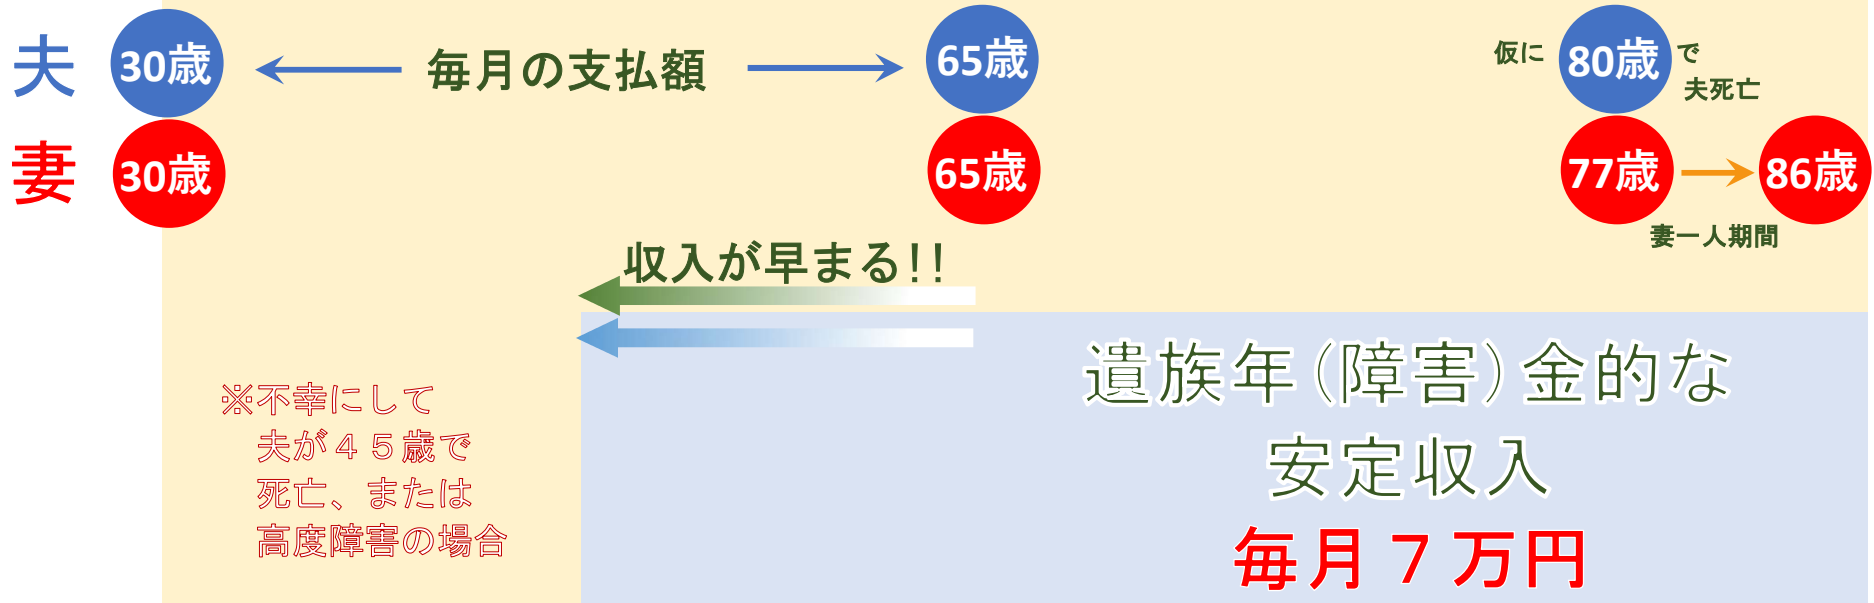 夫 30歳 毎月の支払額 65歳 仮に 80歳 で
夫死亡
妻 30歳 65歳 77歳 86歳
妻一人期間
収入が早まる!!
遺族年(障害)金的な
安定収入
毎月7万円
※不幸にして
夫が45歳で
死亡、または
高度障害の場合